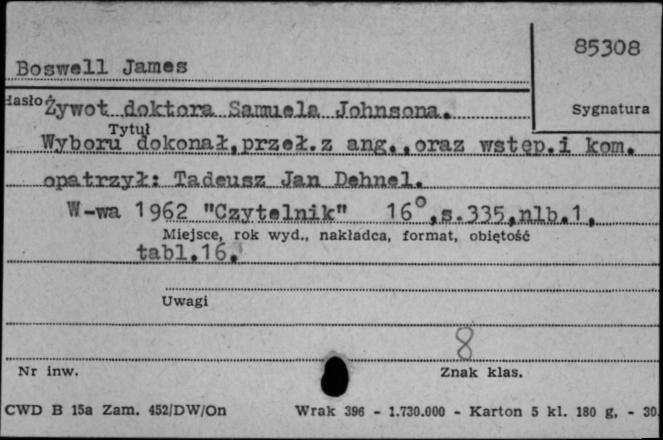 85308
Boswell James
Hasło Żywot doktora Samuela Johnsona.
Sygnatura
Tytuł
Wyboru dokonał,przeł.z ang.,oraz wstęp.i kom.
opatrzył: Tadeusz Jan Dehnel.
W-wa 1962 "Czytelnik" 16°,s.335,nlb.1,
Miejsce, rok wyd., nakładca, format, objętość
tabl.16.
Uwagi
8
Nr inw.
Znak klas.
CWD B 15a Zam. 452/DW/On Wrak 396 - 1.730.000 - Karton 5 kl. 180 g. - 30.